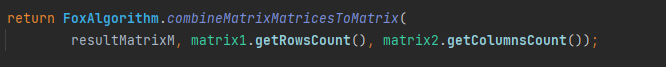 return FoxAlgorithm.combineMatrixMatricesToMatrix(
resultMatrixM, matrix1.getRowsCount(), matrix2.getColumnsCount());